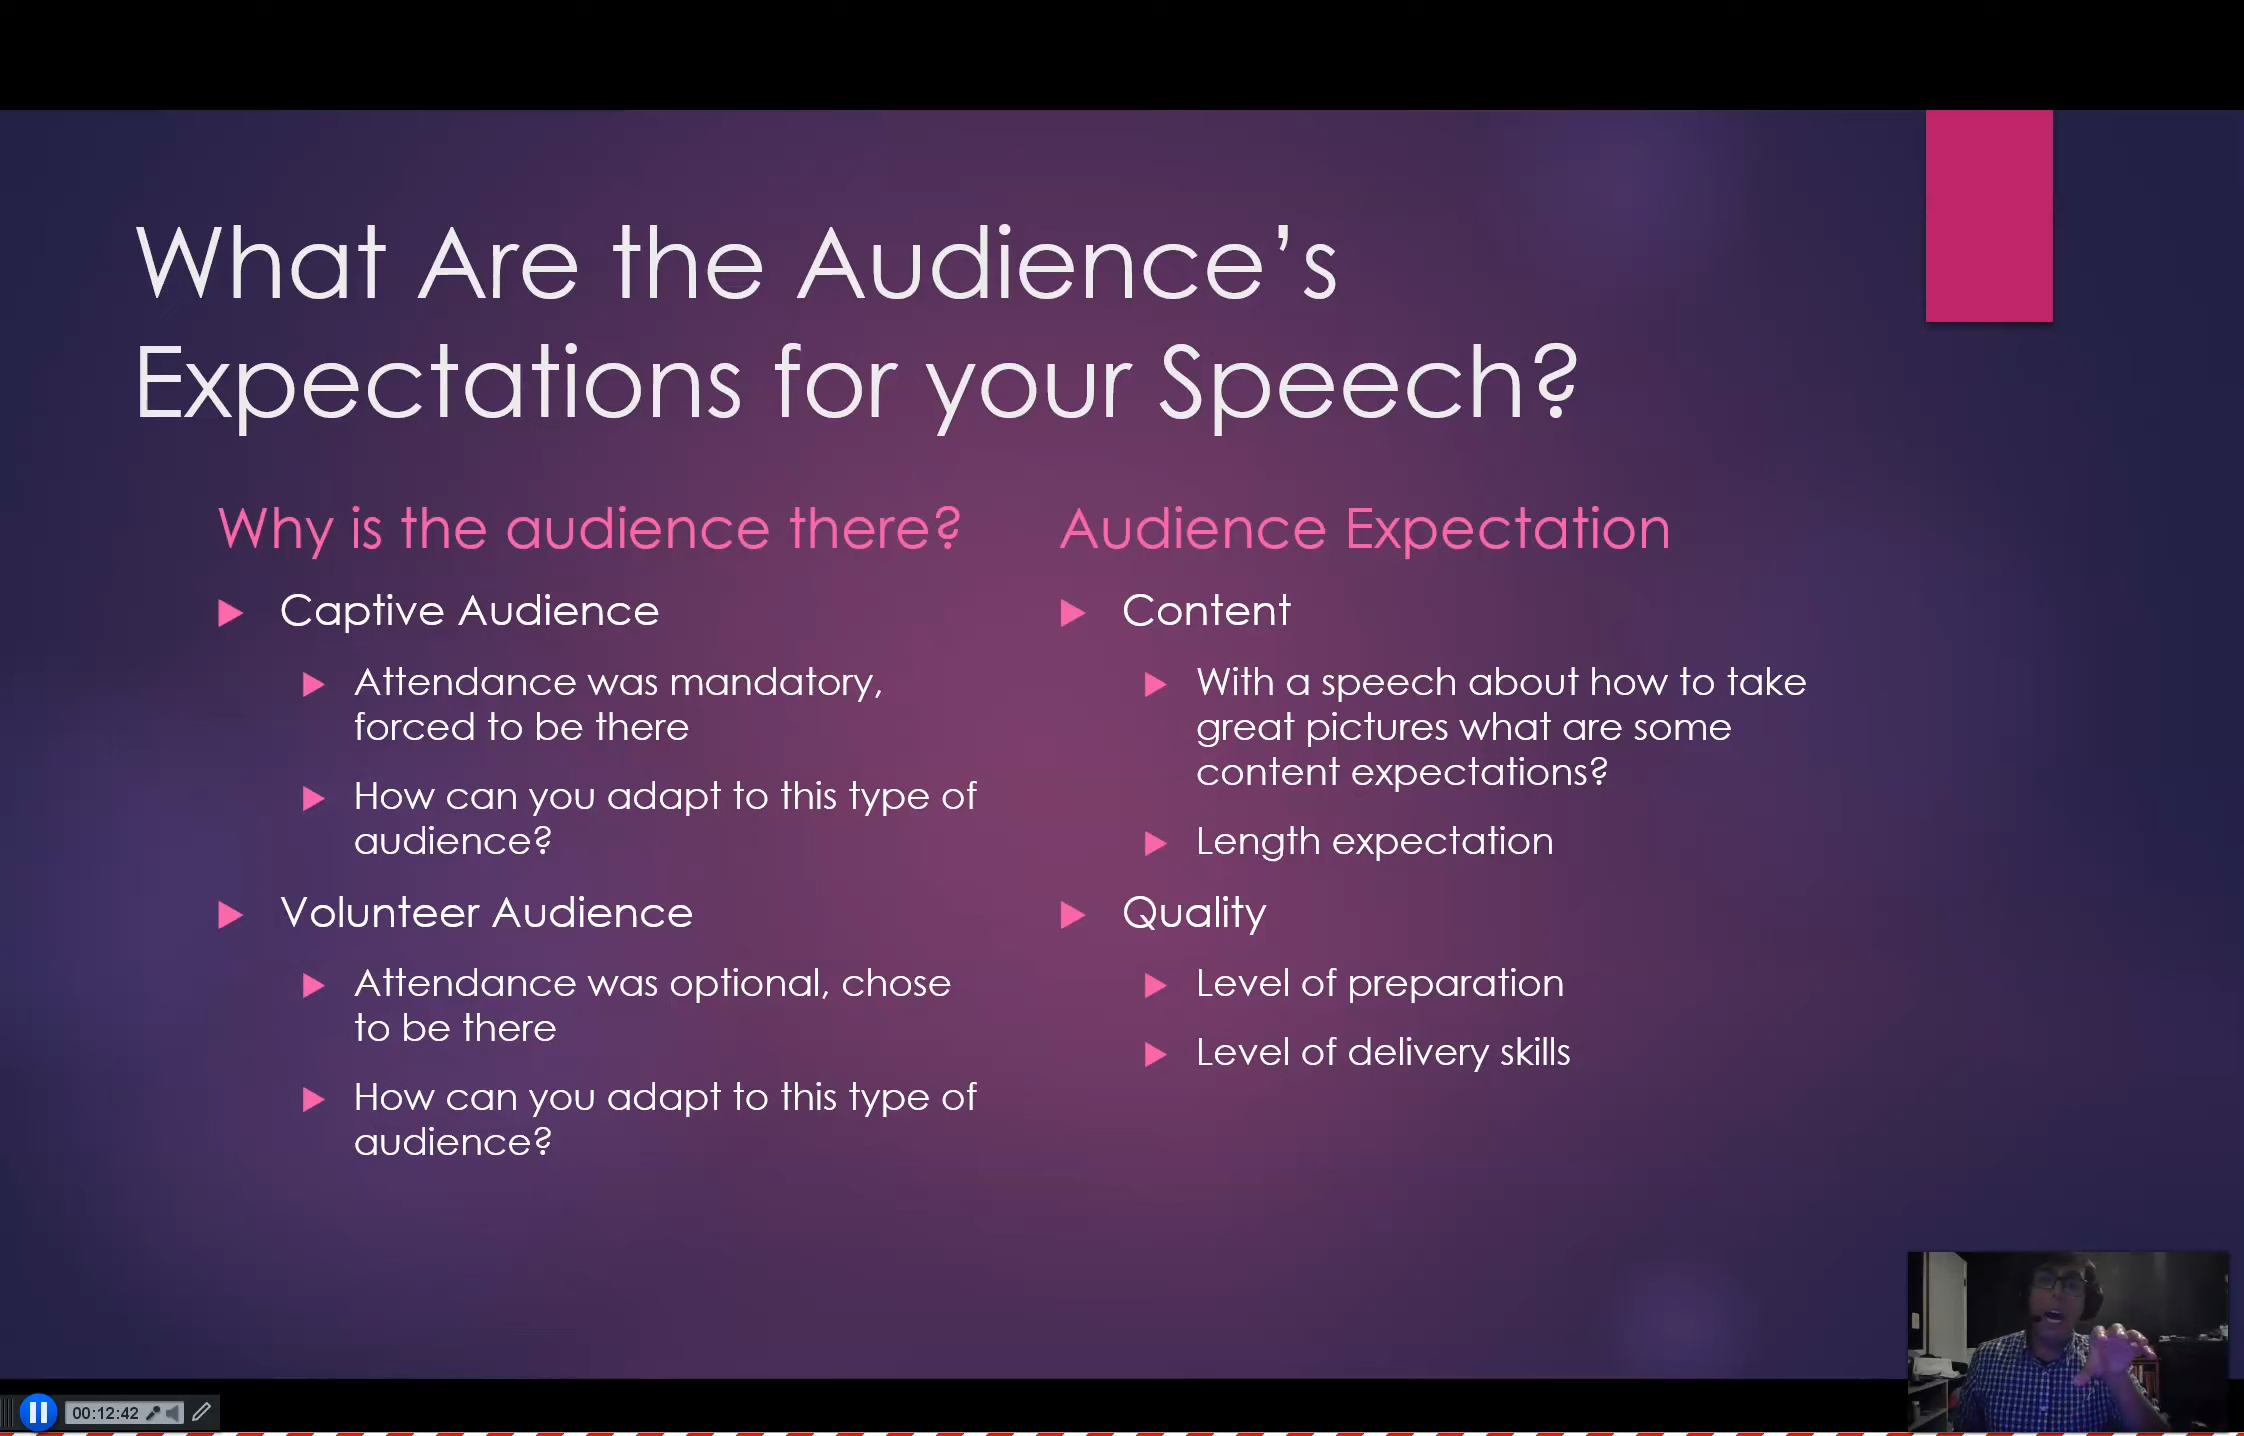 What Are the Audience’s
Expectations for your Speech?
Why is the audience there?
Captive Audience
Attendance was mandatory,
forced to be there
How can you adapt to this type of
audience?
Volunteer Audience
Attendance was optional, chose
to be there
How can you adapt to this type of
audience?
Audience Expectation
Content
With a speech about how to take
great pictures what are some
content expectations?
Length expectation
Quality
Level of preparation
Level of delivery skills
00:12:42